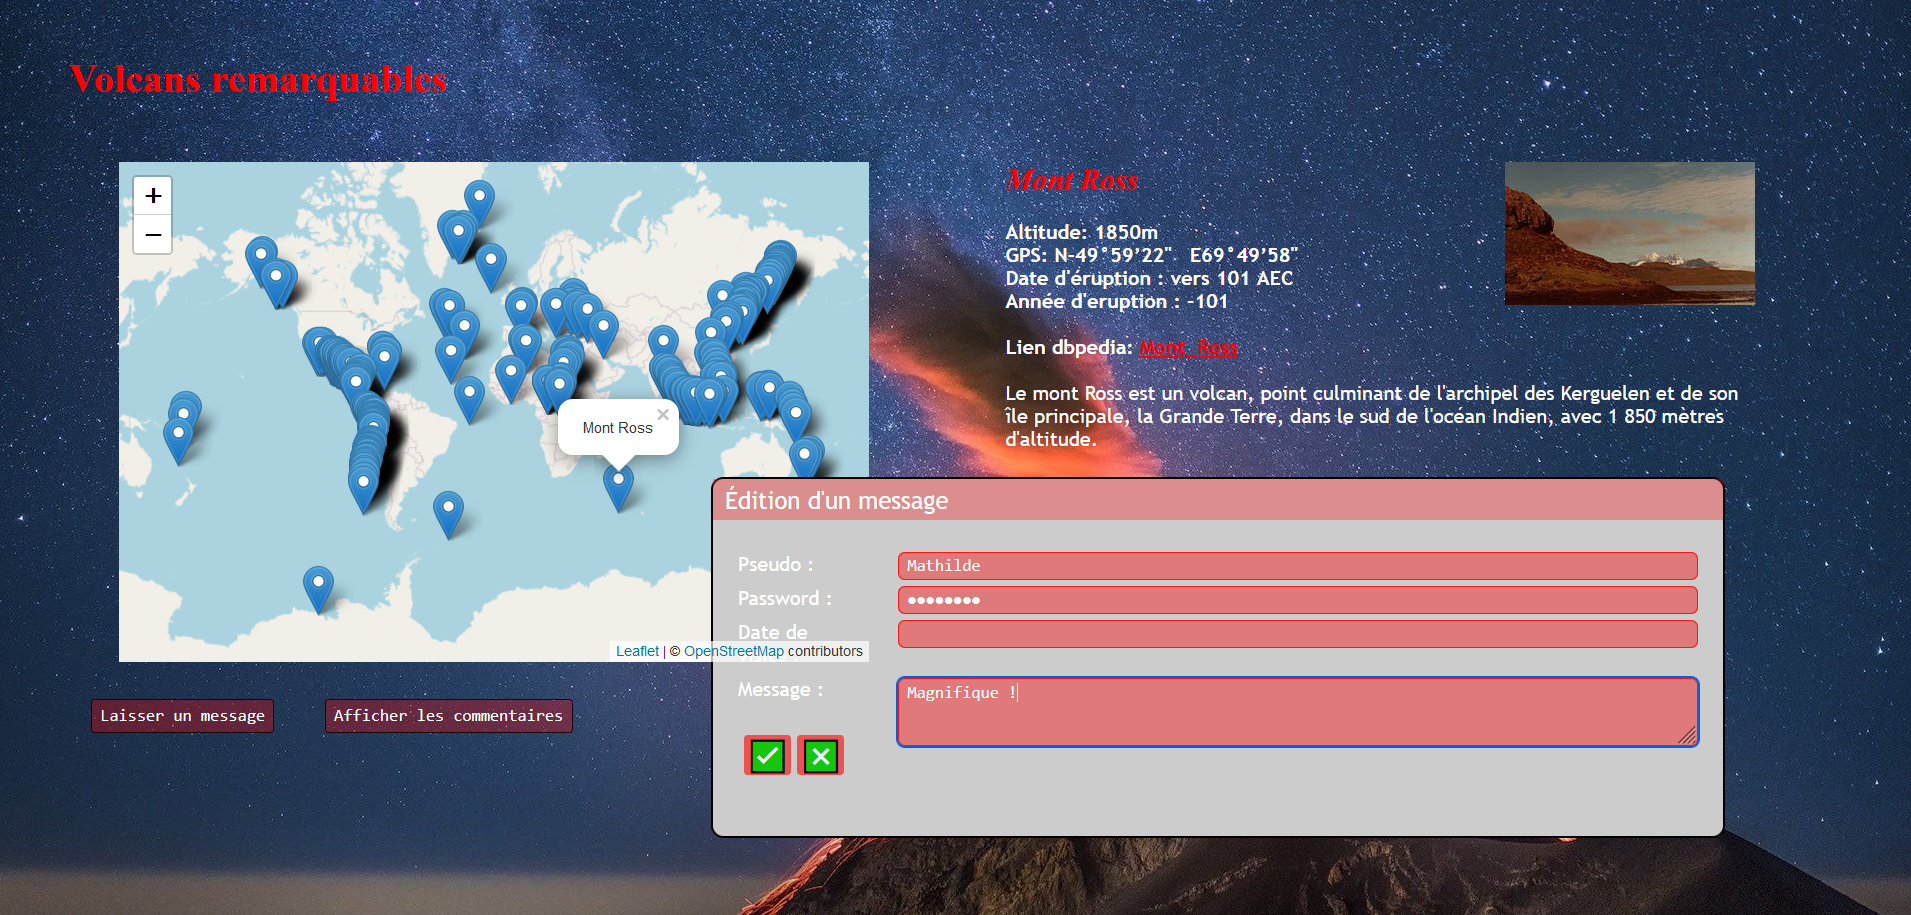 Volcans remarquables
+
−
Mont Ross
×
Leaflet | © OpenStreetMap contributors
Laisser un message
Afficher les commentaires
Mont Ross
Altitude: 1850m
GPS: N-49°59’22" E69°49’58"
Date d'éruption : vers 101 AEC
Année d'eruption : -101
Lien dbpedia: Mont_Ross
Le mont Ross est un volcan, point culminant de l'archipel des Kerguelen et de son
île principale, la Grande Terre, dans le sud de l'océan Indien, avec 1 850 mètres
d'altitude.
Édition d'un message
Pseudo : Mathilde
Password : ••••••••
Date de
Message : Magnifique !